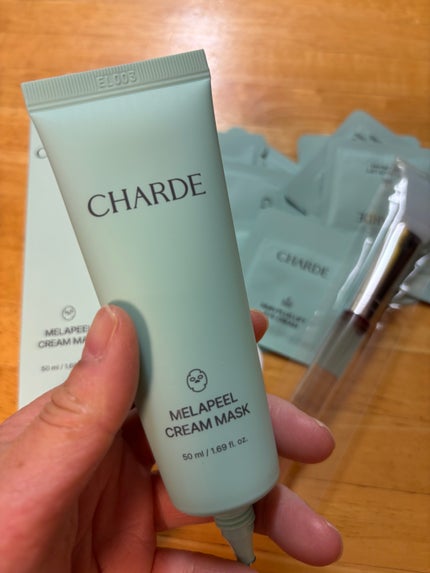 EL003
CHARDE
MELAPEEL
CREAM MASK
50 ml / 1.69 fl. oz.
MELAPEEL
CREAM MA
50 ml / 1.6
CHARDE
CREAM